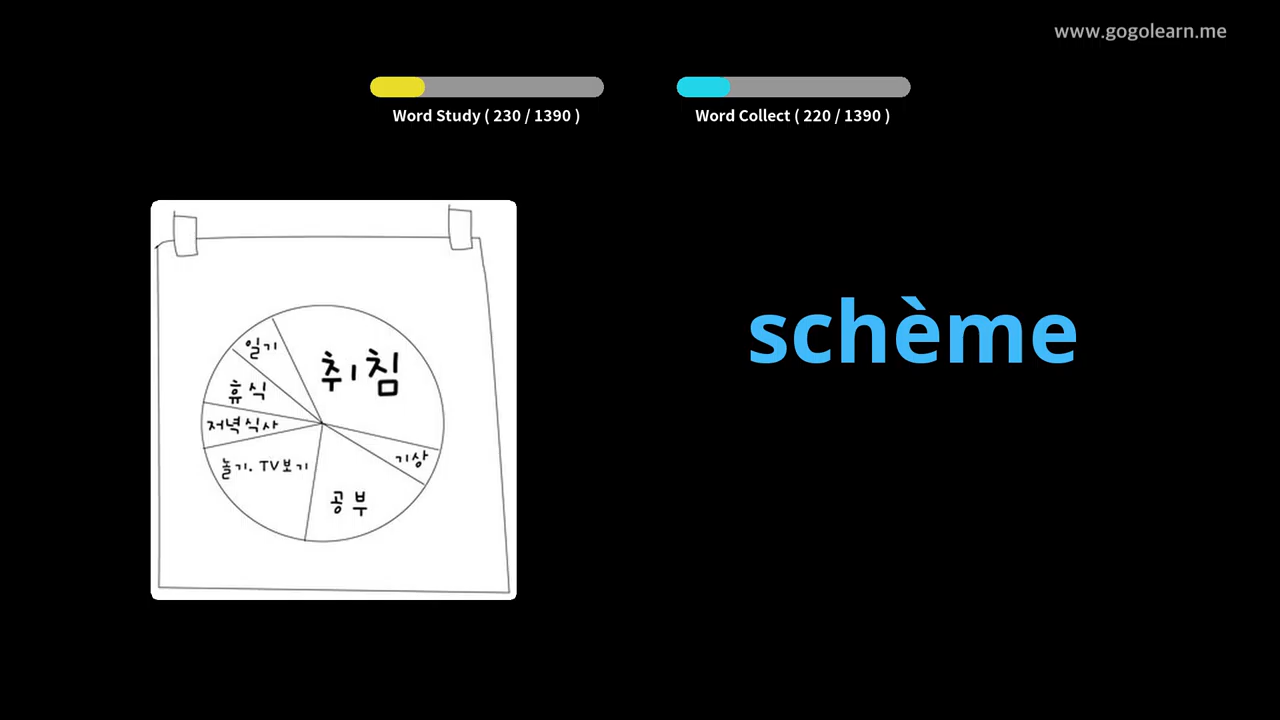 www.gogolearn.me
Word Study ( 230 / 1390 )
Word Collect ( 220 / 1390 )
일기
취침
휴식
저녁식사
놀기. TV보기
기상
공부
schème